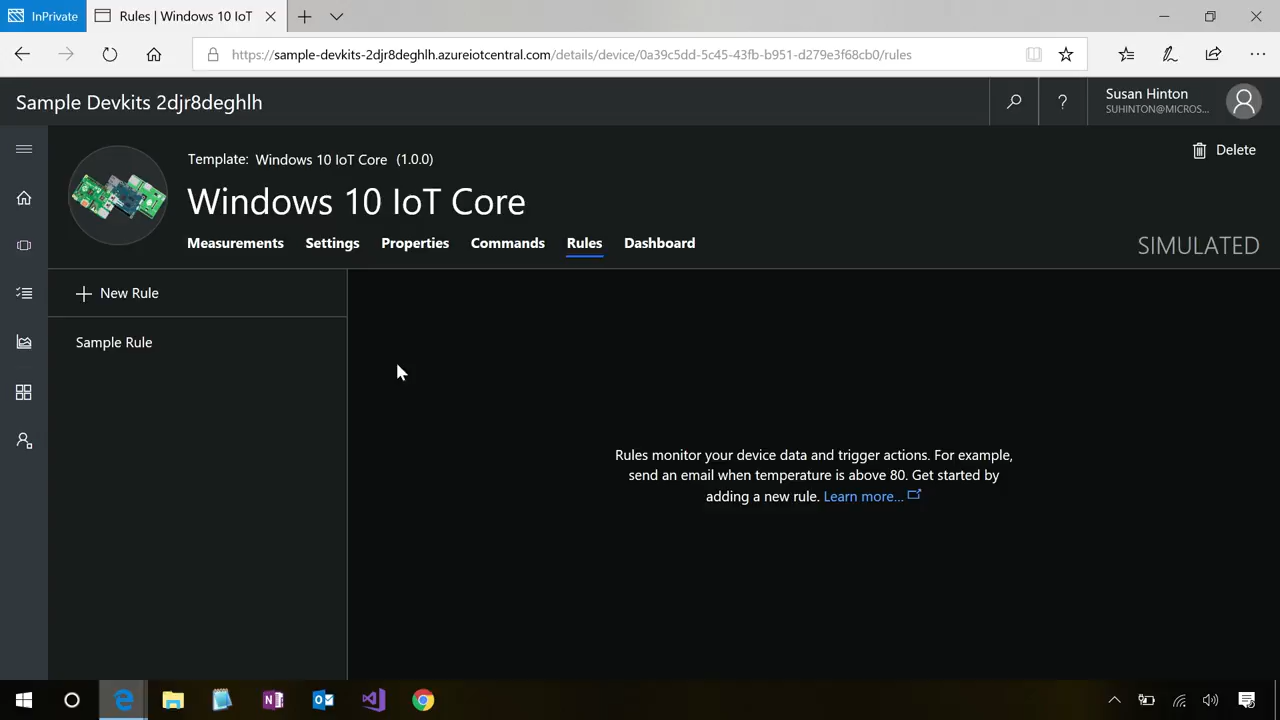 InPrivate
Rules | Windows 10 IoT
https://sample-devkits-2djr8deghlh.azureiotcentral.com/details/device/0a39c5dd-5c45-43fb-b951-d279e3f68cb0/rules
Sample Devkits 2djr8deghlh
?
Susan Hinton
SUHINTON@MICROS...
Template: Windows 10 IoT Core (1.0.0)
Delete
Windows 10 IoT Core
Measurements Settings Properties Commands Rules Dashboard
SIMULATED
New Rule
Sample Rule
Rules monitor your device data and trigger actions. For example,
send an email when temperature is above 80. Get started by
adding a new rule. Learn more...